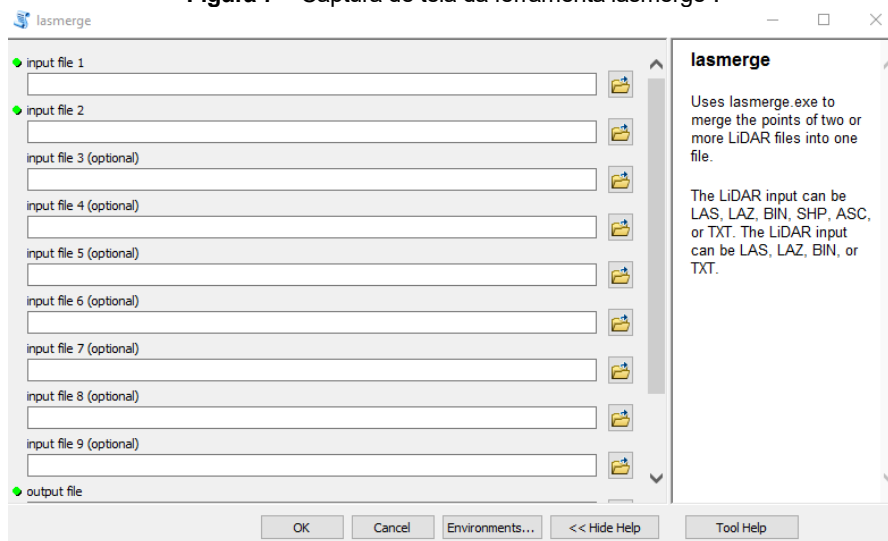 lasmerge
input file 1
input file 2
input file 3 (optional)
input file 4 (optional)
input file 5 (optional)
input file 6 (optional)
input file 7 (optional)
input file 8 (optional)
input file 9 (optional)
output file
OK
Cancel
Environments...
<< Hide Help
Tool Help
lasmerge
Uses lasmerge.exe to
merge the points of two or
more LiDAR files into one
file.
The LiDAR input can be
LAS, LAZ, BIN, SHP, ASC,
or TXT. The LiDAR input
can be LAS, LAZ, BIN, or
TXT.